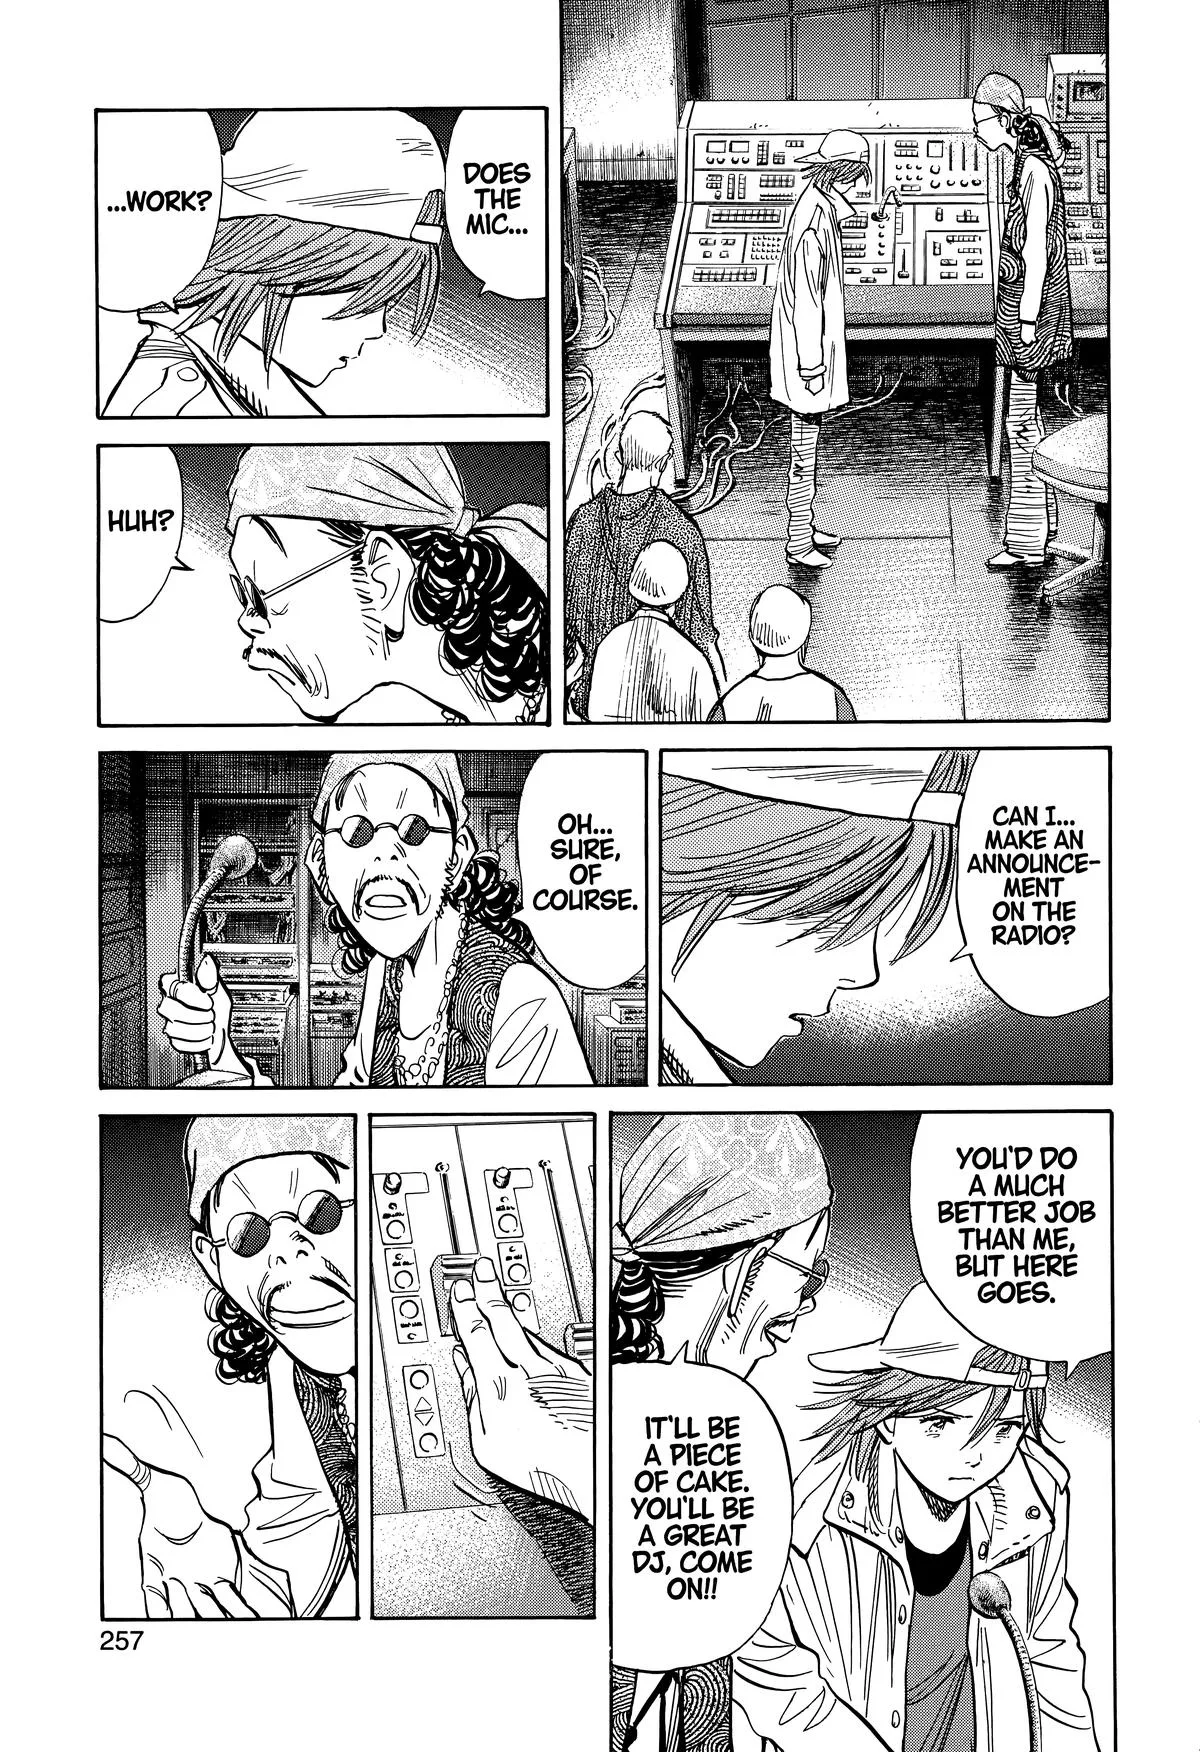 DOES
THE
MIC...
...WORK?
HUH?
CAN I...
MAKE AN
ANNOUNCE-
MENT
ON THE
RADIO?
OH...
SURE,
OF
COURSE.
YOU'D DO
A MUCH
BETTER JOB
THAN ME,
BUT HERE
GOES.
IT'LL BE
A PIECE
OF CAKE.
YOU'LL BE
A GREAT
DJ, COME
ON!!
257